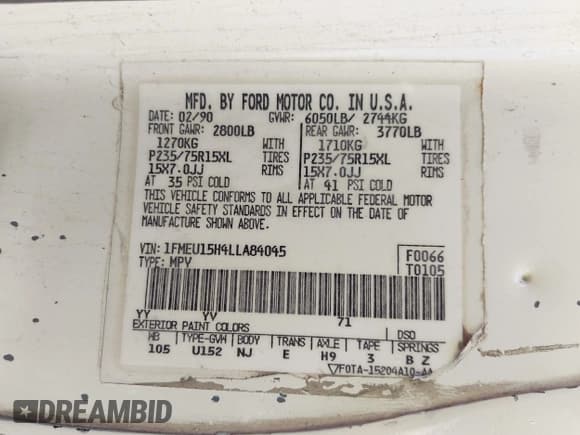 MFD. BY FORD MOTOR CO. IN U.S.A.
DATE: 02/90 GVWR: 6050LB/ 2744KG
FRONT GAWR: 2800LB REAR GAWR: 3770LB
1270KG WITH 1710KG WITH
P235/75R15XL TIRES P235/75R15XL TIRES
15X7.0JJ RIMS 15X7.0JJ RIMS
AT 35 PSI COLD AT 41 PSI COLD
THIS VEHICLE CONFORMS TO ALL APPLICABLE FEDERAL MOTOR
VEHICLE SAFETY STANDARDS IN EFFECT ON THE DATE OF
MANUFACTURE SHOWN ABOVE.
VIN: 1FMEU15H4LLA84045 F0066
TYPE: MPV T0105
YY YV 71
EXTERIOR PAINT COLORS DSO
WB TYPE-GVW BODY TRANS AXLE TAPE SPRINGS
105 U152 NJ E H9 3 B Z
▽F0TA-15204A10-AA
DREAMBID